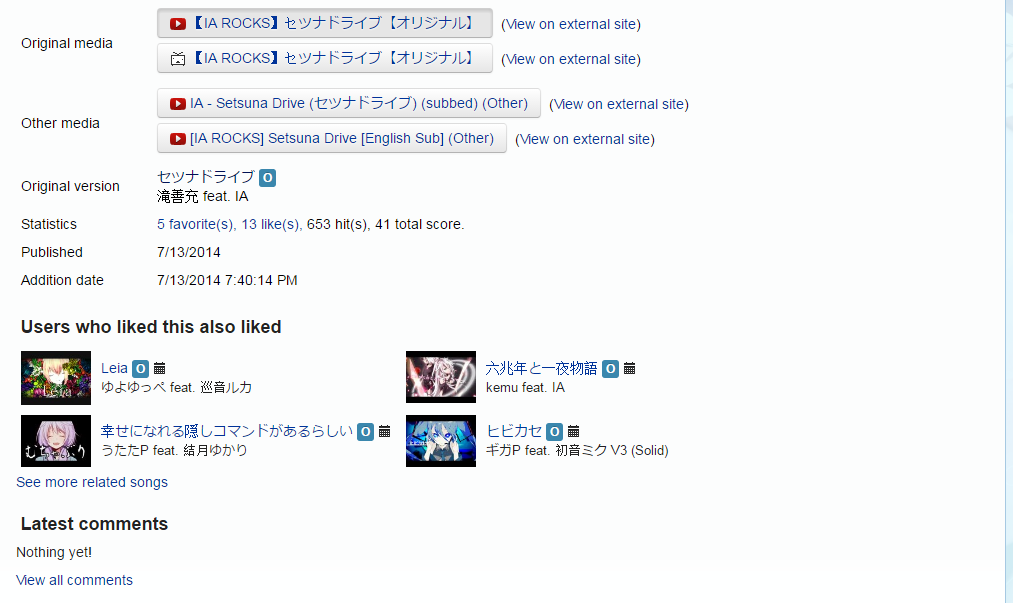 Original media
【IA ROCKS】セツナドライブ【オリジナル】 (View on external site)
【IA ROCKS】セツナドライブ【オリジナル】 (View on external site)
Other media
IA - Setsuna Drive (セツナドライブ) (subbed) (Other) (View on external site)
[IA ROCKS] Setsuna Drive [English Sub] (Other) (View on external site)
Original version
セツナドライブ O
滝善充 feat. IA
Statistics 5 favorite(s), 13 like(s), 653 hit(s), 41 total score.
Published 7/13/2014
Addition date 7/13/2014 7:40:14 PM
Users who liked this also liked
Leia O
ゆよゆっぺ feat. 巡音ルカ
六兆年と一夜物語 O
kemu feat. IA
幸せになれる隠しコマンドがあるらしい O
うたたP feat. 結月ゆかり
ヒビカセ O
ギガP feat. 初音ミク V3 (Solid)
See more related songs
Latest comments
Nothing yet!
View all comments